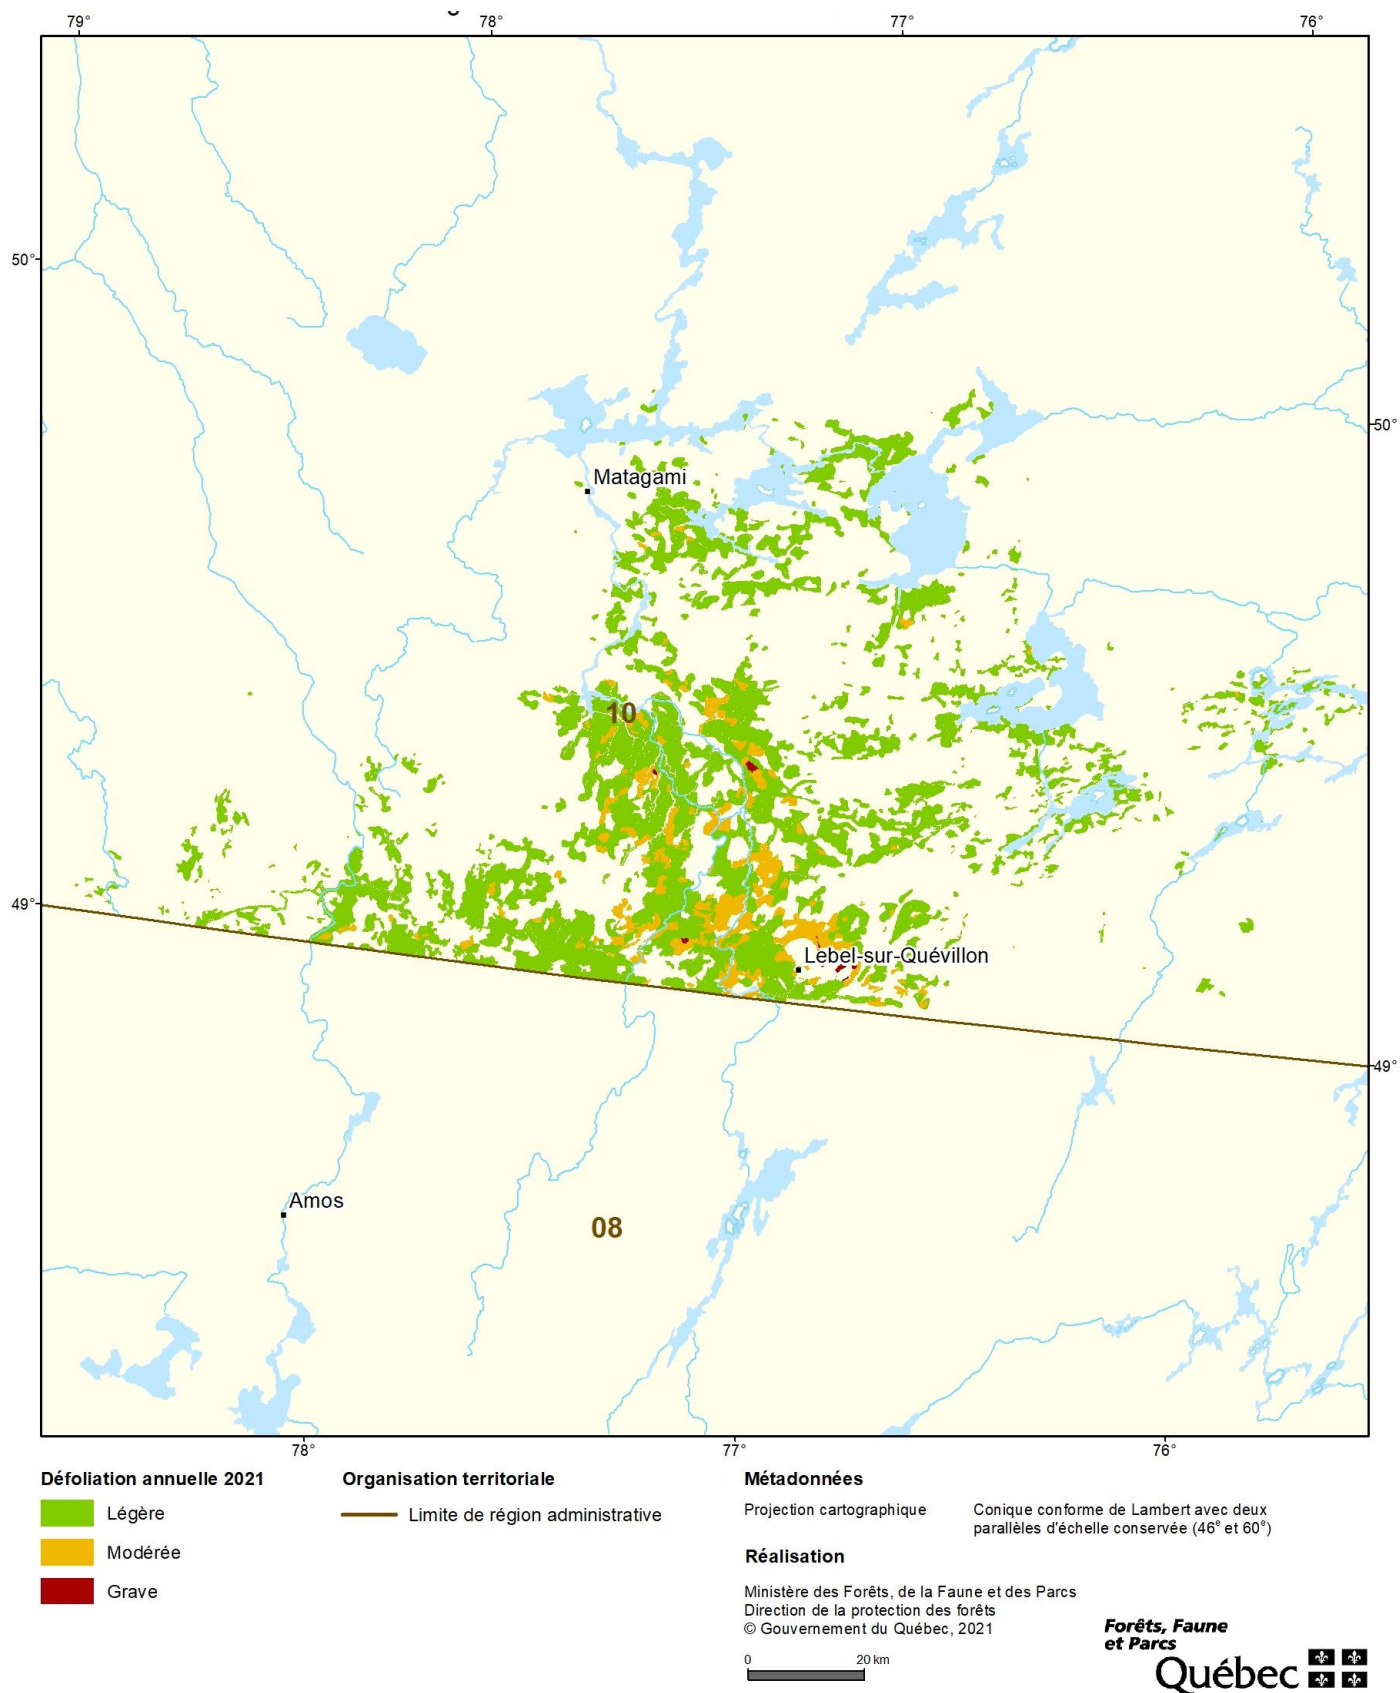 79°
78°
77°
76°
50°
50°
Matagami
10
49°
Lebel-sur-Quévillon
49°
Amos
08
78°
77°
76°
Défoliation annuelle 2021
Légère
Modérée
Grave
Organisation territoriale
Limite de région administrative
Métadonnées
Projection cartographique
Conique conforme de Lambert avec deux
parallèles d'échelle conservée (46° et 60°)
Réalisation
Ministère des Forêts, de la Faune et des Parcs
Direction de la protection des forêts
© Gouvernement du Québec, 2021
0 20 km
Forêts, Faune
et Parcs
Québec